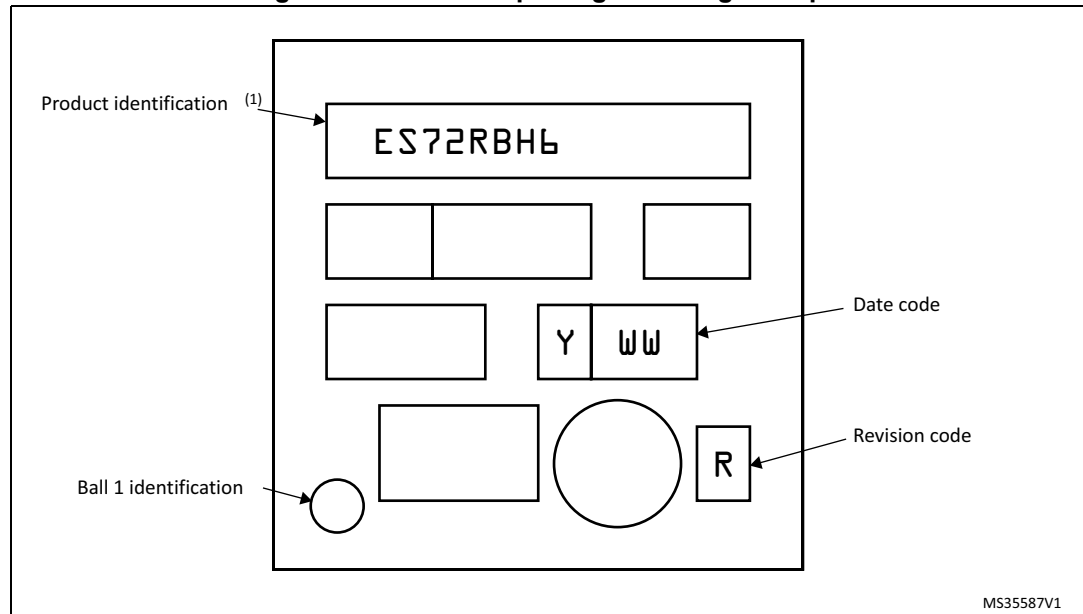 Product identification (1)
ES72RBH6
Date code
Y WW
Revision code
R
Ball 1 identification
MS35587V1